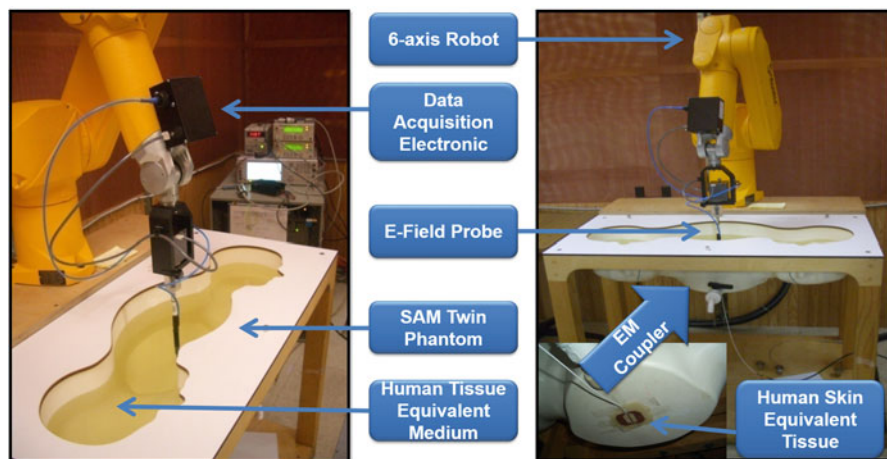 6-axis Robot
Data
Acquisition
Electronic
E-Field Probe
SAM Twin
Phantom
Human Tissue
Equivalent
Medium
EM
Coupler
Human Skin
Equivalent
Tissue